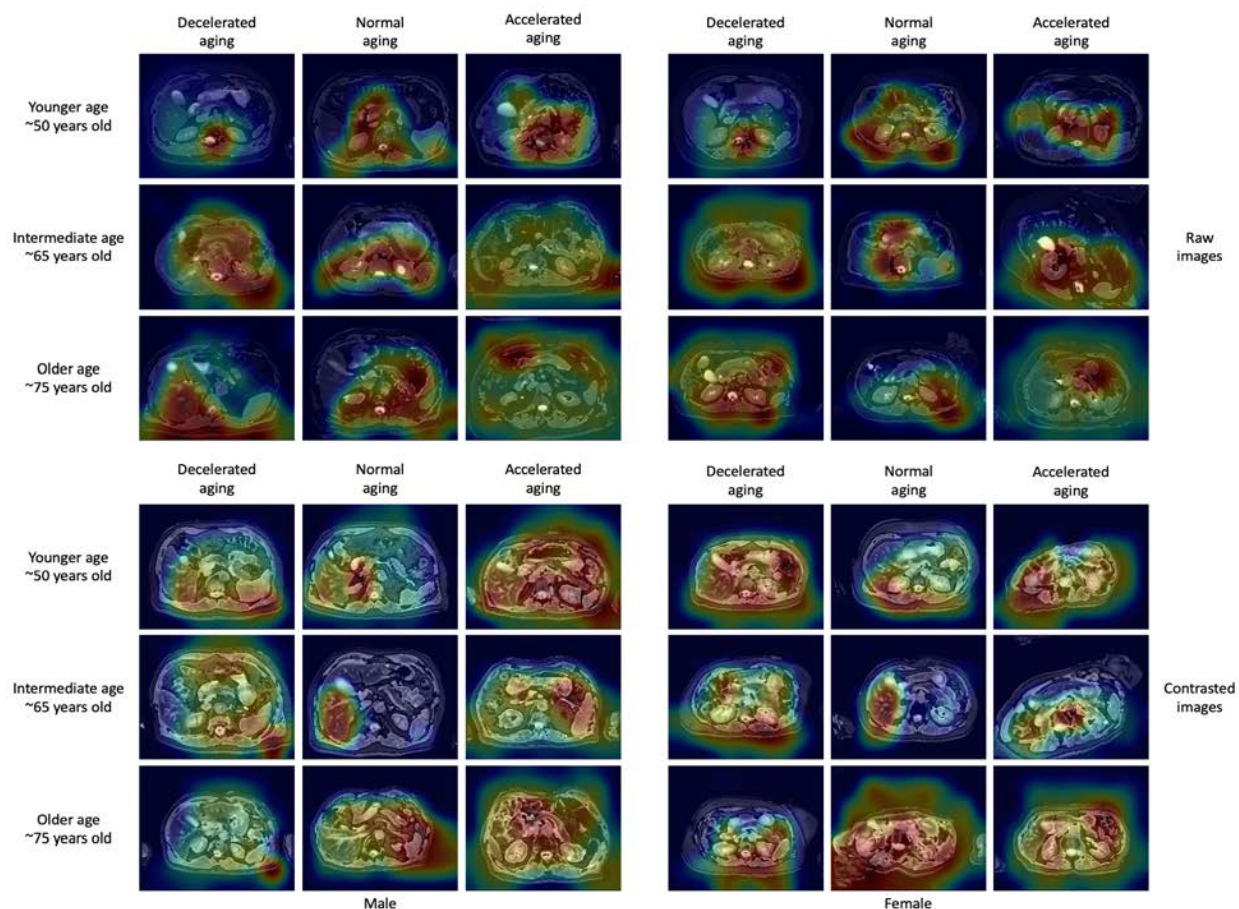 Decelerated aging
Normal aging
Accelerated aging
Decelerated aging
Normal aging
Accelerated aging
Younger age
~50 years old
Intermediate age
~65 years old
Raw
images
Older age
~75 years old
Decelerated aging
Normal aging
Accelerated aging
Decelerated aging
Normal aging
Accelerated aging
Younger age
~50 years old
Intermediate age
~65 years old
Contrasted
images
Older age
~75 years old
Male
Female